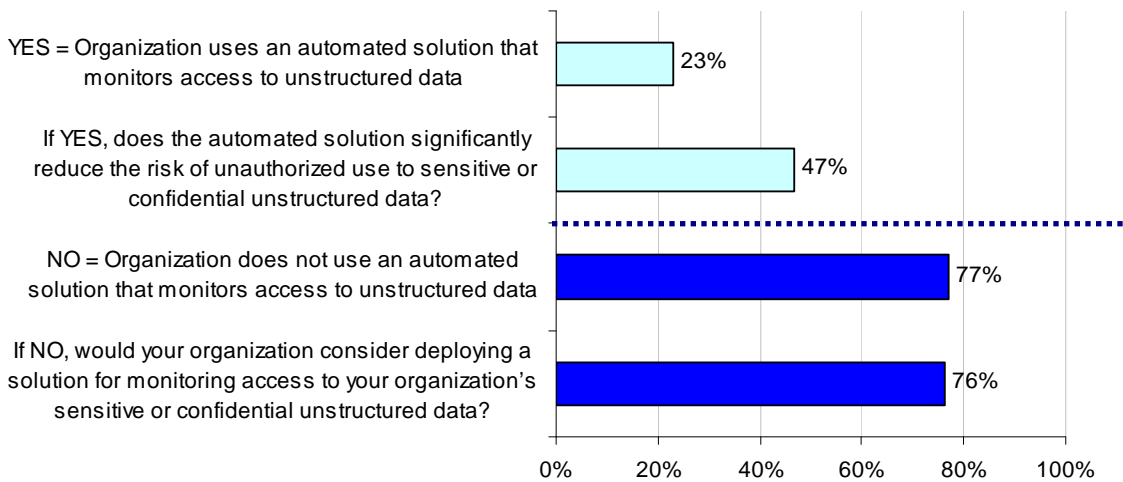 YES = Organization uses an automated solution that
monitors access to unstructured data
23%
If YES, does the automated solution significantly
reduce the risk of unauthorized use to sensitive or
confidential unstructured data?
47%
NO = Organization does not use an automated
solution that monitors access to unstructured data
77%
If NO, would your organization consider deploying a
solution for monitoring access to your organization's
sensitive or confidential unstructured data?
76%
0% 20% 40% 60% 80% 100%